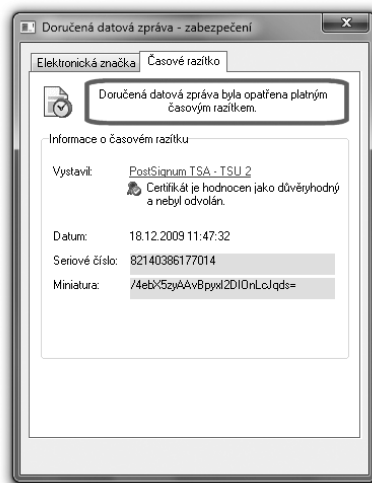 Doručená datová zpráva - zabezpečení
Elektronická značka
Časové razítko
Doručená datová zpráva byla opatřena platným
časovým razítkem.
Informace o časovém razítku
Vystavil: PostSignum TSA - TSU 2
Certifikát je hodnocen jako důvěryhodný
a nebyl odvolán.
Datum: 18.12.2009 11:47:32
Seriové číslo: 82140386177014
Miniatura: /4ebX5zyAAvBpyxI2DIOnLcJqds=